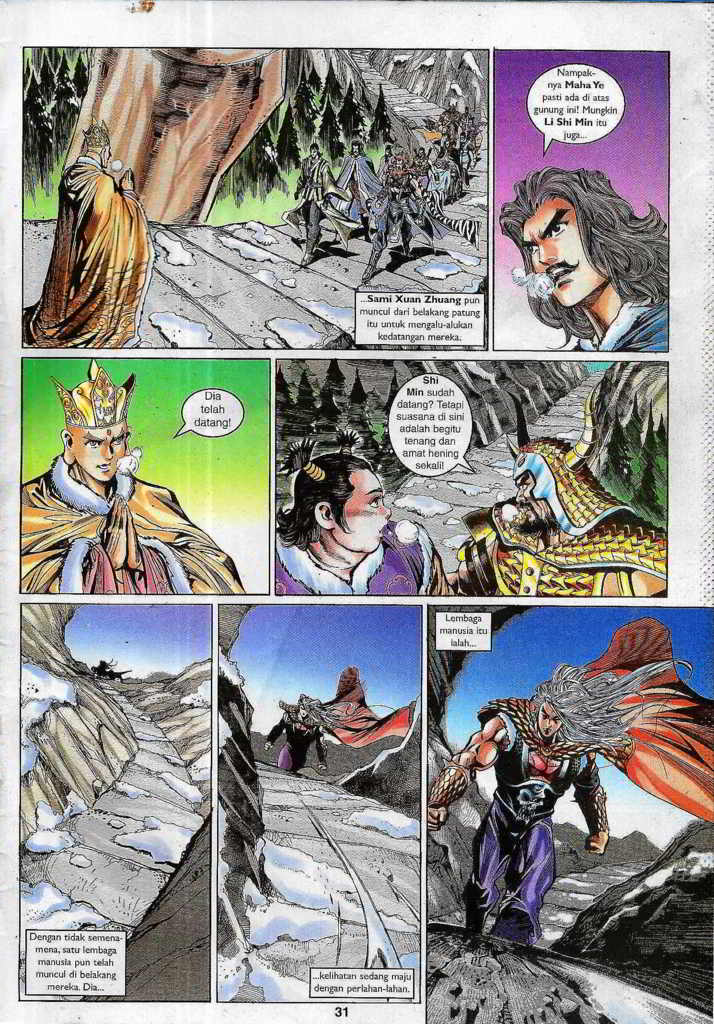 ...Sami Xuan Zhuang pun
muncul dari belakang patung
itu untuk mengalu-alukan
kedatangan mereka.
Nampak-
nya Maha Ye
pasti ada di atas
gunung ini! Mungkin
Li Shi Min itu
juga...
Dia
telah
datang!
Shi
Min sudah
datang? Tetapi
suasana di sini
adalah begitu
tenang dan
amat hening
sekali!
Dengan tidak semena-
mena, satu lembaga
manusia pun telah
muncul di belakang
mereka. Dia...
...kelihatan sedang maju
dengan perlahan-lahan.
Lembaga
manusia itu
ialah...
31